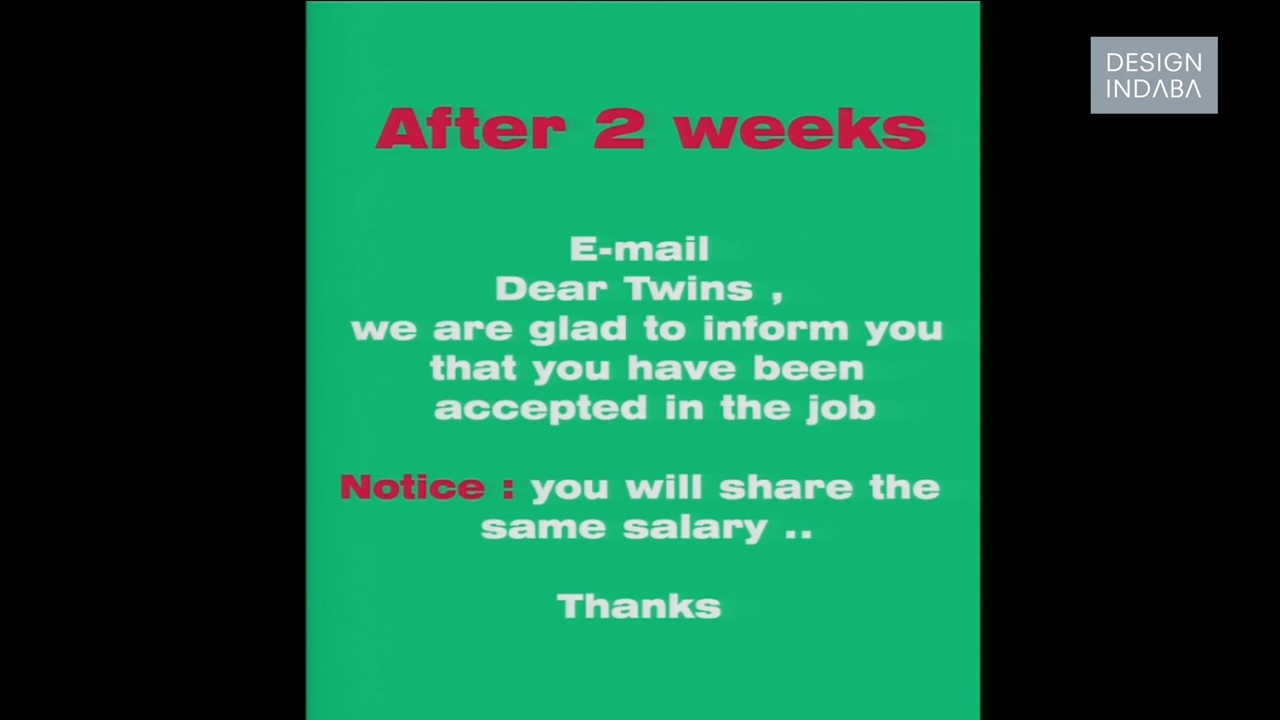 DESIGN
INDABA
After 2 weeks
E-mail
Dear Twins ,
we are glad to inform you
that you have been
accepted in the job
Notice : you will share the
same salary ..
Thanks